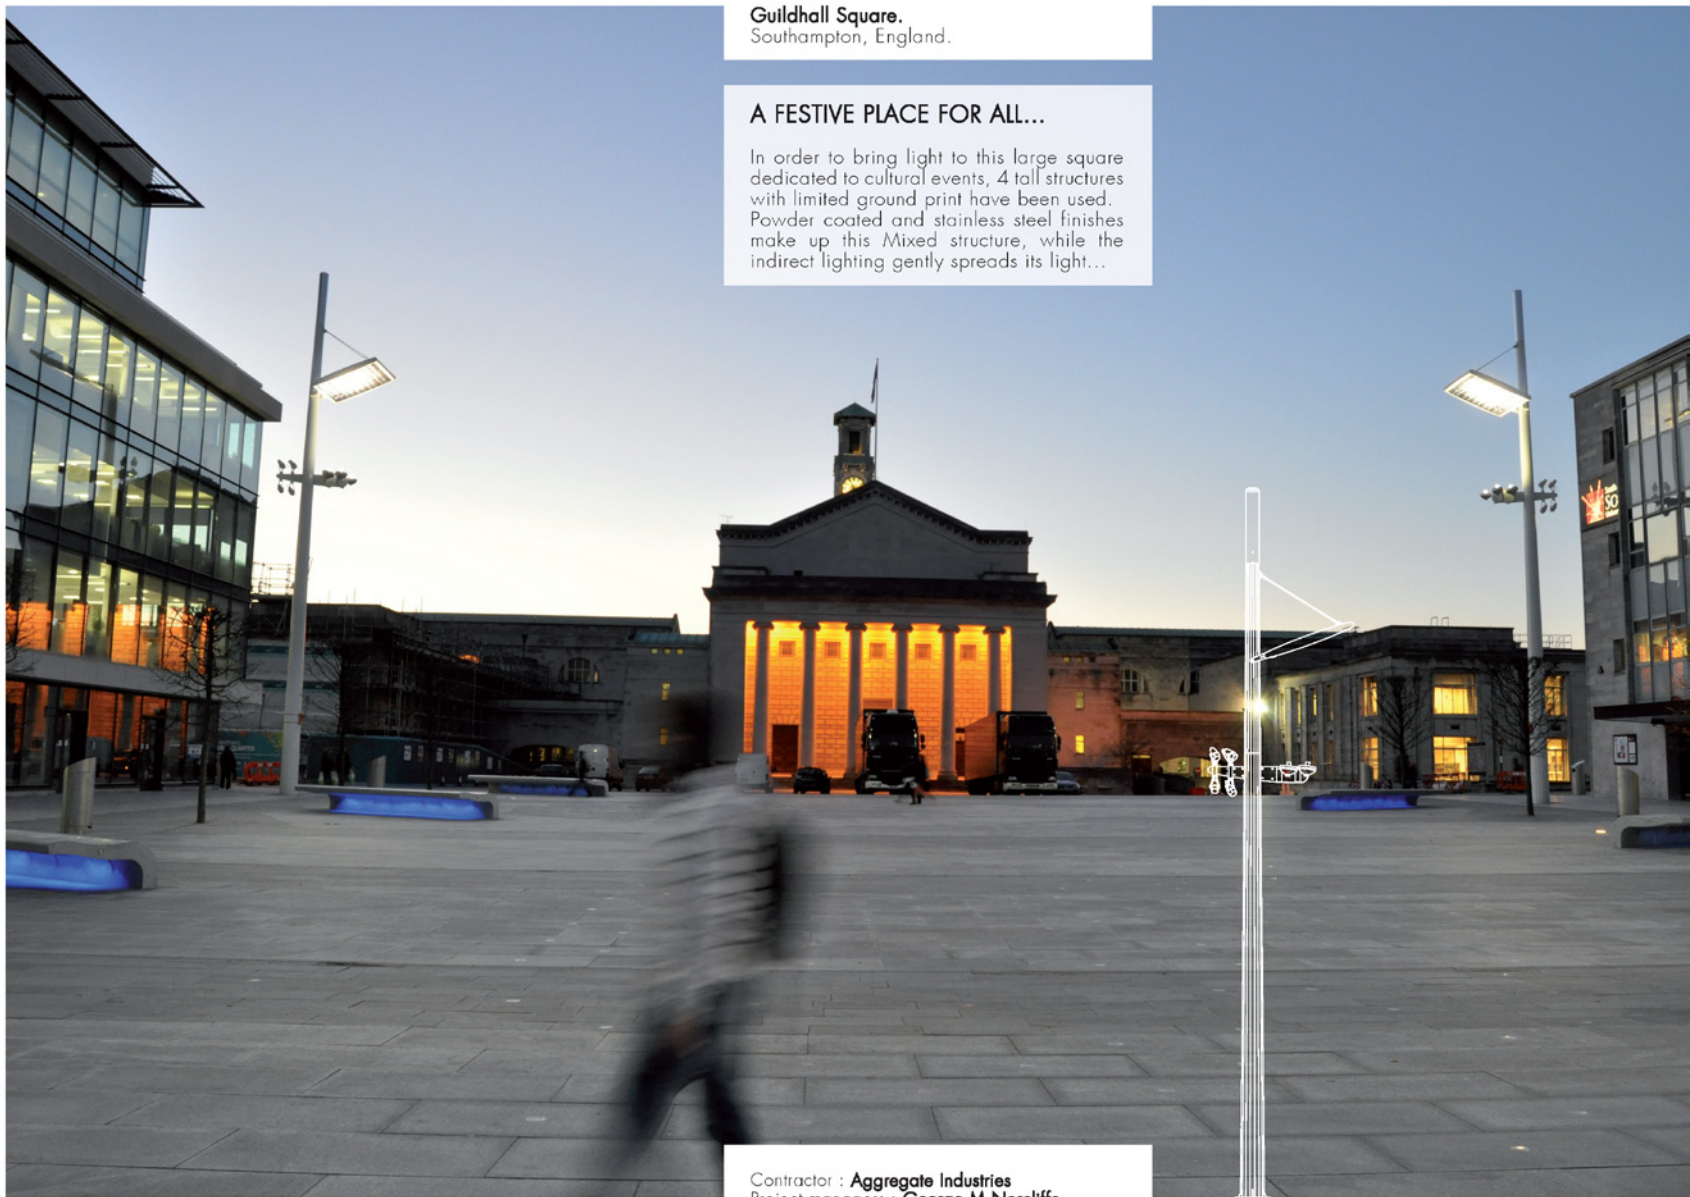 Guildhall Square.
Southampton, England.
A FESTIVE PLACE FOR ALL...
In order to bring light to this large square
dedicated to cultural events, 4 tall structures
with limited ground print have been used.
Powder coated and stainless steel finishes
make up this Mixed structure, while the
indirect lighting gently spreads its light...
SO
Contractor : Aggregate Industries